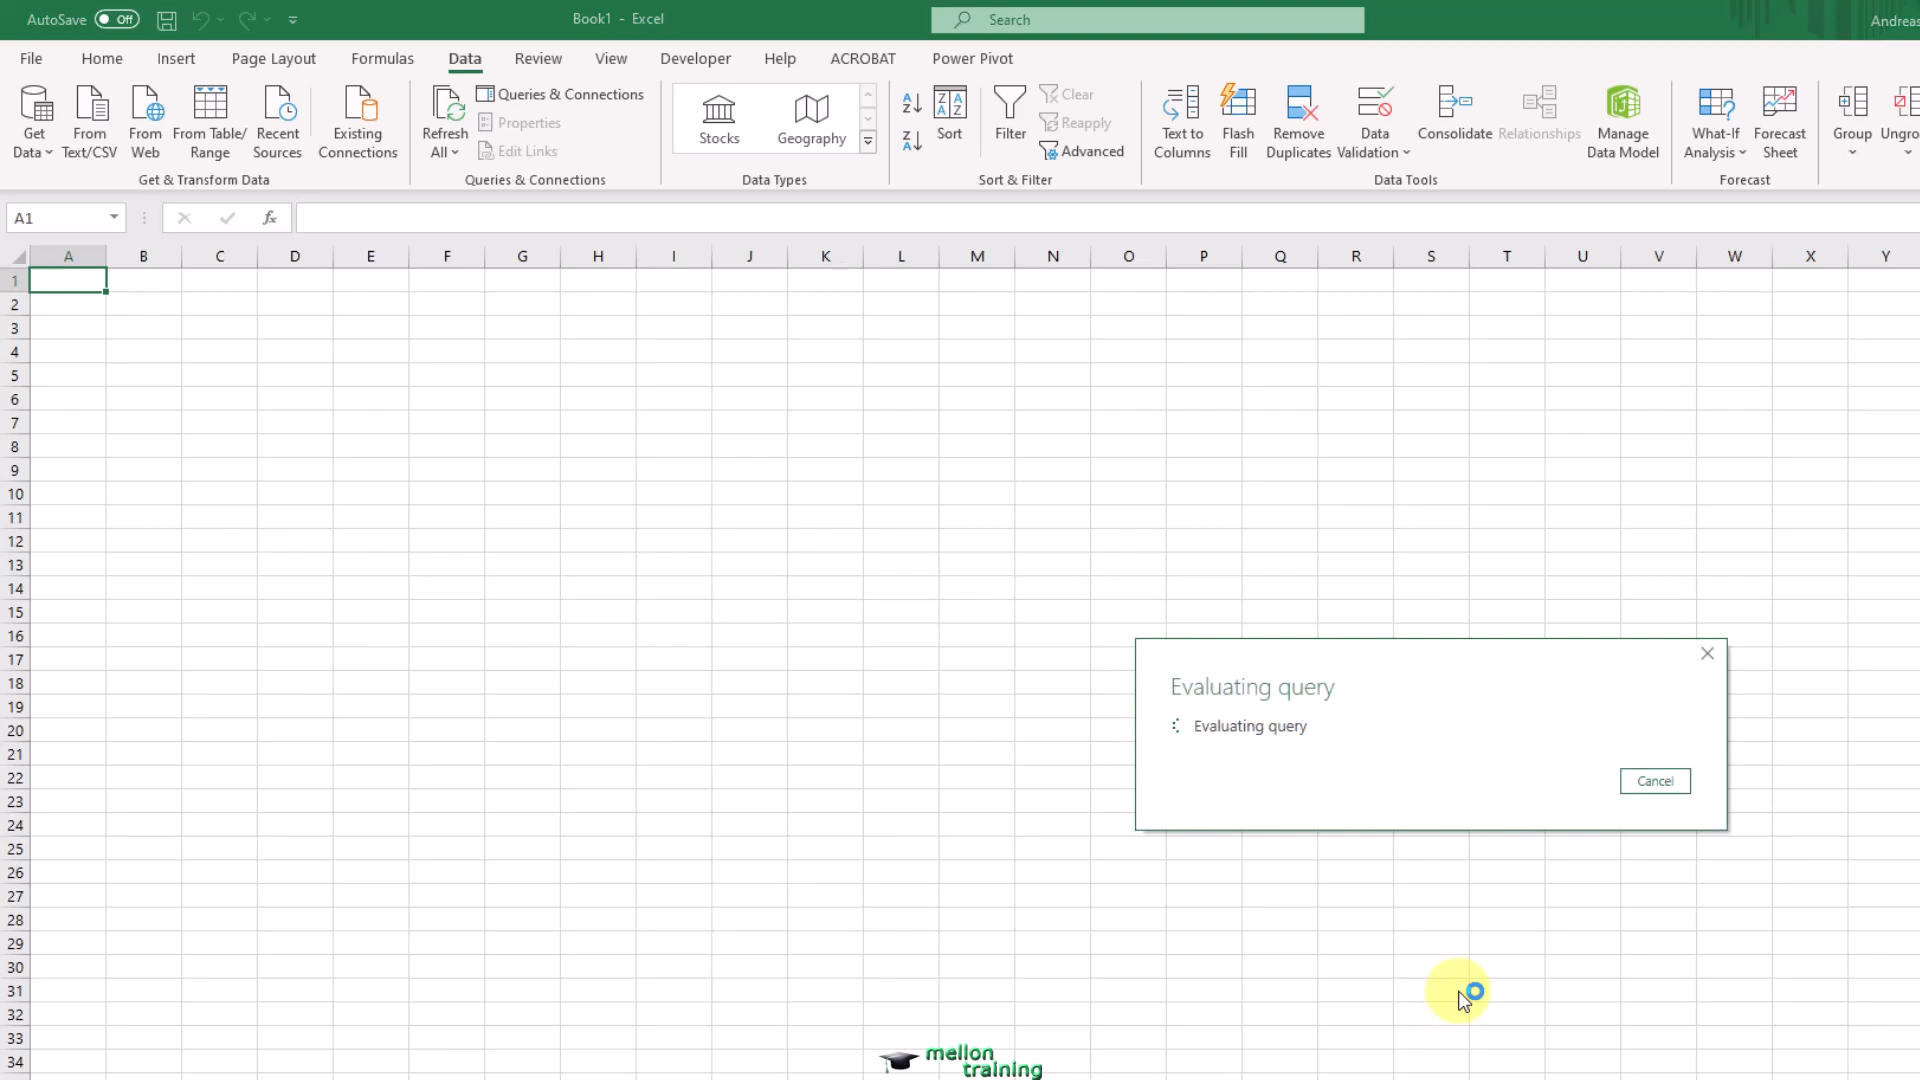 AutoSave Off
Book1 - Excel
Search
Andreas
File Home Insert Page Layout Formulas Data Review View Developer Help ACROBAT Power Pivot
Get Data
From Text/CSV
From Web
From Table/ Range
Recent Sources
Existing Connections
Get & Transform Data
Refresh All
Queries & Connections
Properties
Edit Links
Queries & Connections
Stocks
Geography
Data Types
Sort
Filter
Clear
Reapply
Advanced
Sort & Filter
Text to Columns
Flash Fill
Remove Duplicates
Data Validation
Consolidate
Relationships
Manage Data Model
Data Tools
What-If Analysis
Forecast Sheet
Forecast
Group
Ungro
A1
fx
A B C D E F G H I J K L M N O P Q R S T U V W X Y
1
2
3
4
5
6
7
8
9
10
11
12
13
14
15
16
17
18
19
20
21
22
23
24
25
26
27
28
29
30
31
32
33
34
Evaluating query
Evaluating query
Cancel
mellon
training